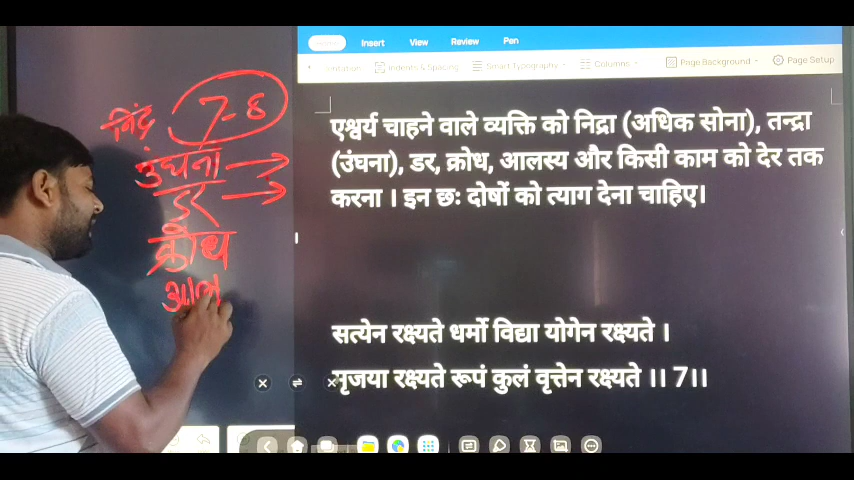 Insert View Review Pen
Indents & Spacing Smart Typography Columns Page Background Page Setup
निंद्र
7-8
उंघना
डर
क्रोध
आल
एश्वर्य चाहने वाले व्यक्ति को निद्रा (अधिक सोना), तन्द्रा
(उंघना), डर, क्रोध, आलस्य और किसी काम को देर तक
करना । इन छः दोषों को त्याग देना चाहिए।
सत्येन रक्ष्यते धर्मो विद्या योगेन रक्ष्यते ।
मृजया रक्ष्यते रूपं कुलं वृत्तेन रक्ष्यते ।। 7।।